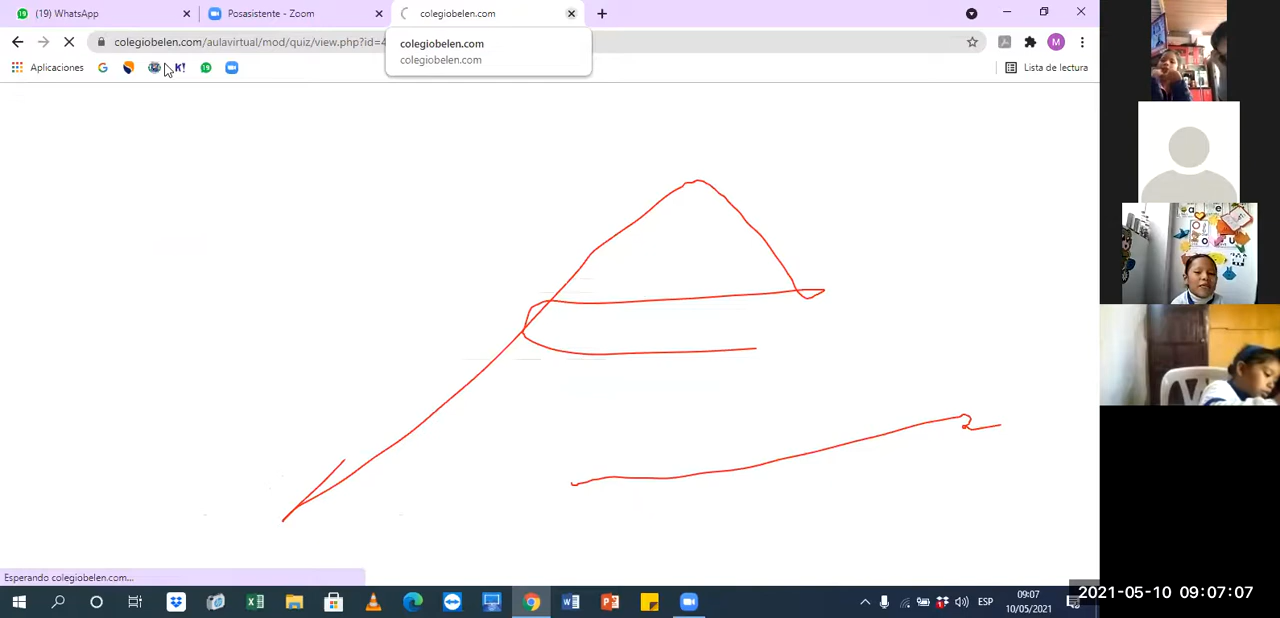 (19) WhatsApp
Posasistente - Zoom
colegiobelen.com
colegiobelen.com/aulavirtual/mod/quiz/view.php?id=4
colegiobelen.com
colegiobelen.com
Aplicaciones
K!
M
Lista de lectura
Esperando colegiobelen.com...
ESP
09:07
10/05/2021
2021-05-10 09:07:07